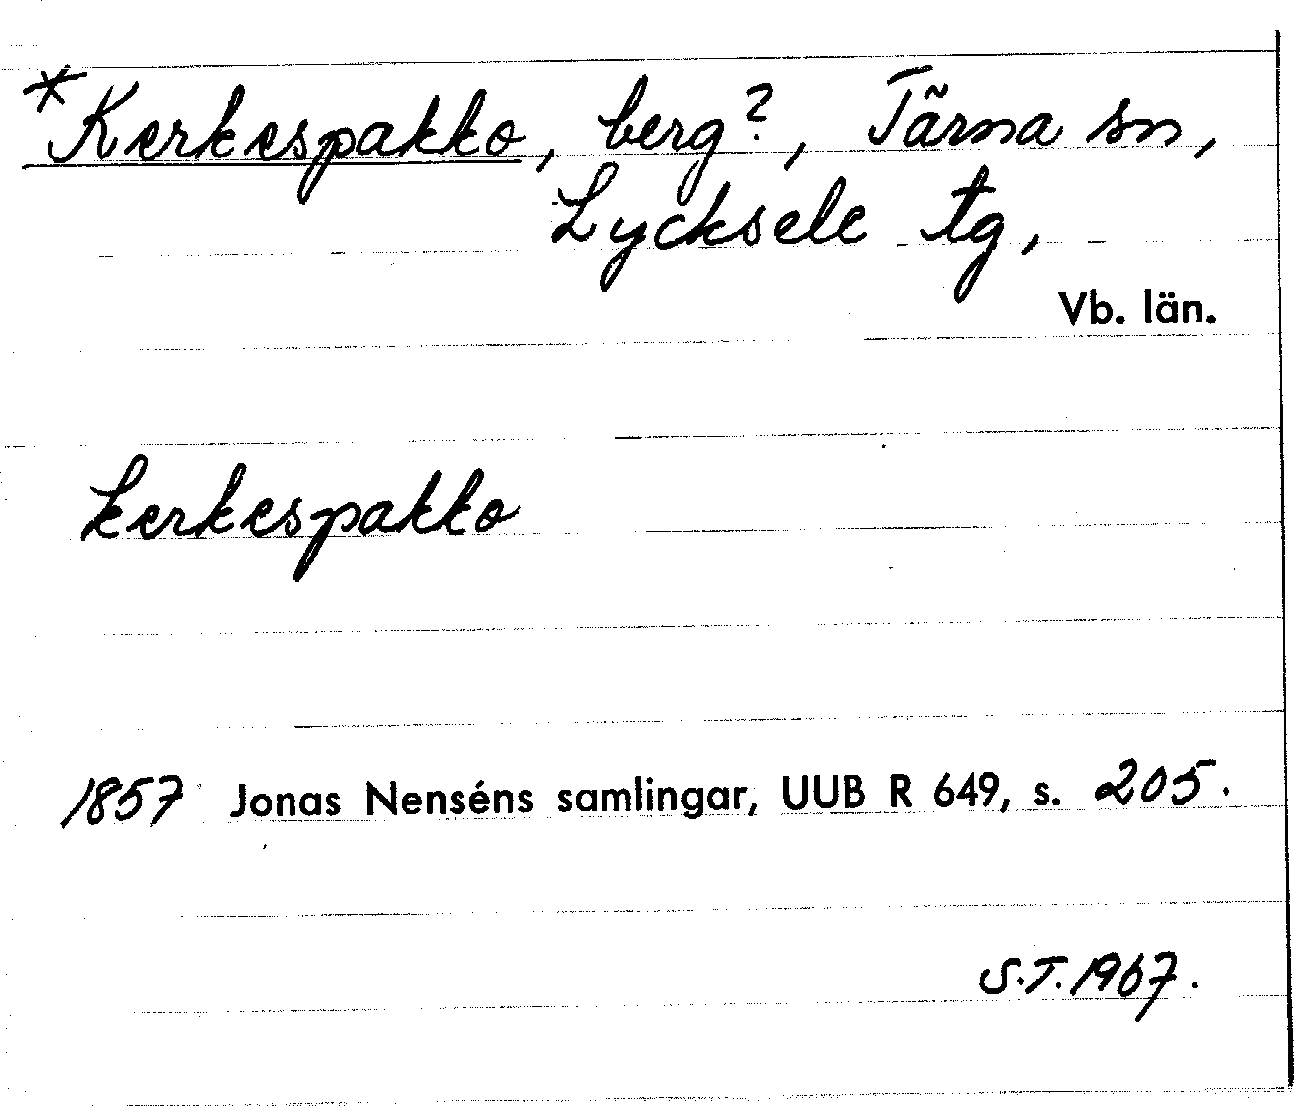 *Kerkespakko, berg?, Tärna sn,
Lycksele tg,
Vb. län.
kerkespakko
1857 Jonas Nenséns samlingar, UUB R 649, s. 205.
S.T. 1967.